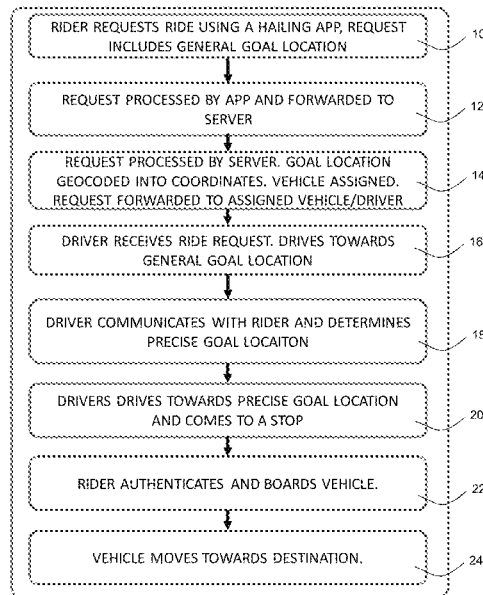 RIDER REQUESTS RIDE USING A HAILING APP, REQUEST
INCLUDES GENERAL GOAL LOCATION
10
REQUEST PROCESSED BY APP AND FORWARDED TO
SERVER
12
REQUEST PROCESSED BY SERVER. GOAL LOCATION
GEOCODED INTO COORDINATES. VEHICLE ASSIGNED.
REQUEST FORWARDED TO ASSIGNED VEHICLE/DRIVER
14
DRIVER RECEIVES RIDE REQUEST. DRIVES TOWARDS
GENERAL GOAL LOCATION
16
DRIVER COMMUNICATES WITH RIDER AND DETERMINES
PRECISE GOAL LOCAITON
18
DRIVERS DRIVES TOWARDS PRECISE GOAL LOCATION
AND COMES TO A STOP
20
RIDER AUTHENTICATES AND BOARDS VEHICLE.
22
VEHICLE MOVES TOWARDS DESTINATION.
24